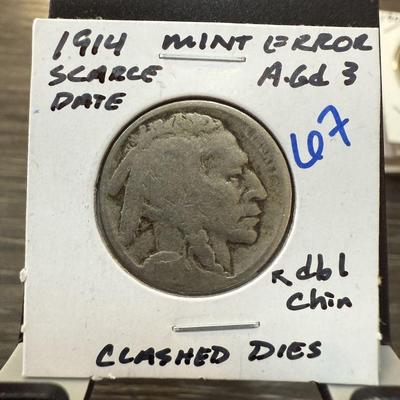 1914 MINT ERROR
SCARCE A.Gd 3
DATE
67
dbl
Chin
CLASHED DIES